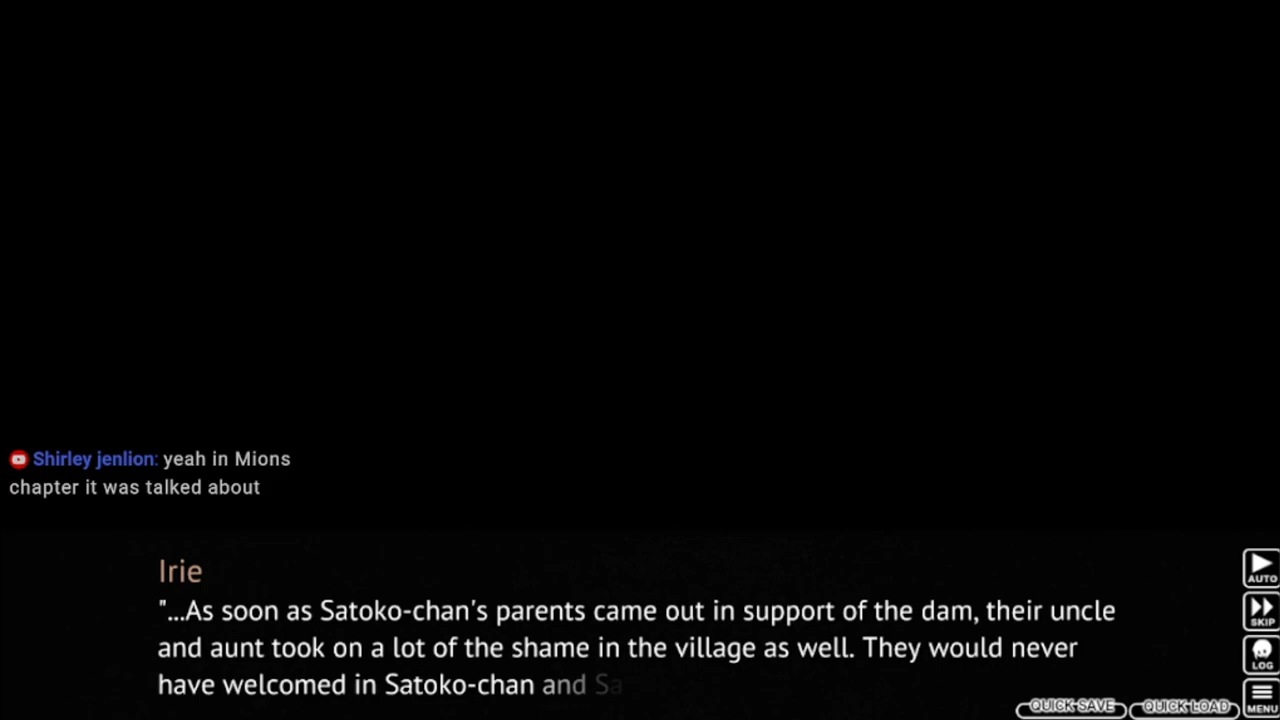 Shirley jenlion: yeah in Mions
chapter it was talked about
Irie
"...As soon as Satoko-chan's parents came out in support of the dam, their uncle
and aunt took on a lot of the shame in the village as well. They would never
have welcomed in Satoko-chan and Sa
AUTO
SKIP
LOG
MENU
QUICK SAVE QUICK LOAD